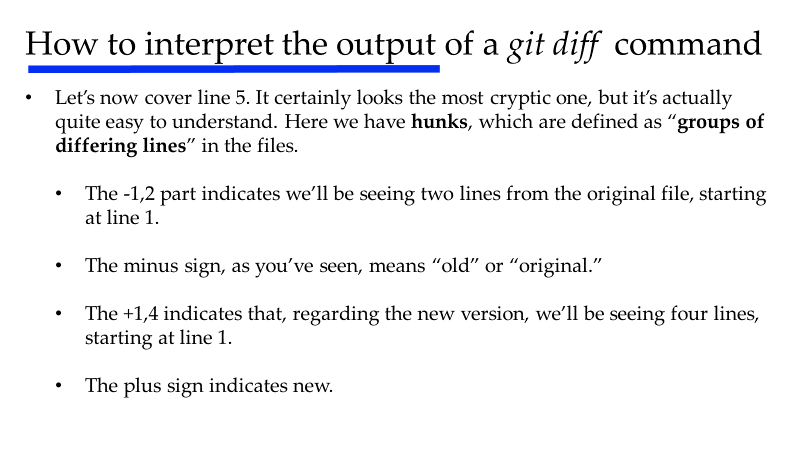 How to interpret the output of a git diff command
• Let’s now cover line 5. It certainly looks the most cryptic one, but it’s actually
quite easy to understand. Here we have hunks, which are defined as “groups of
differing lines” in the files.
• The -1,2 part indicates we’ll be seeing two lines from the original file, starting
at line 1.
• The minus sign, as you’ve seen, means “old” or “original.”
• The +1,4 indicates that, regarding the new version, we’ll be seeing four lines,
starting at line 1.
• The plus sign indicates new.